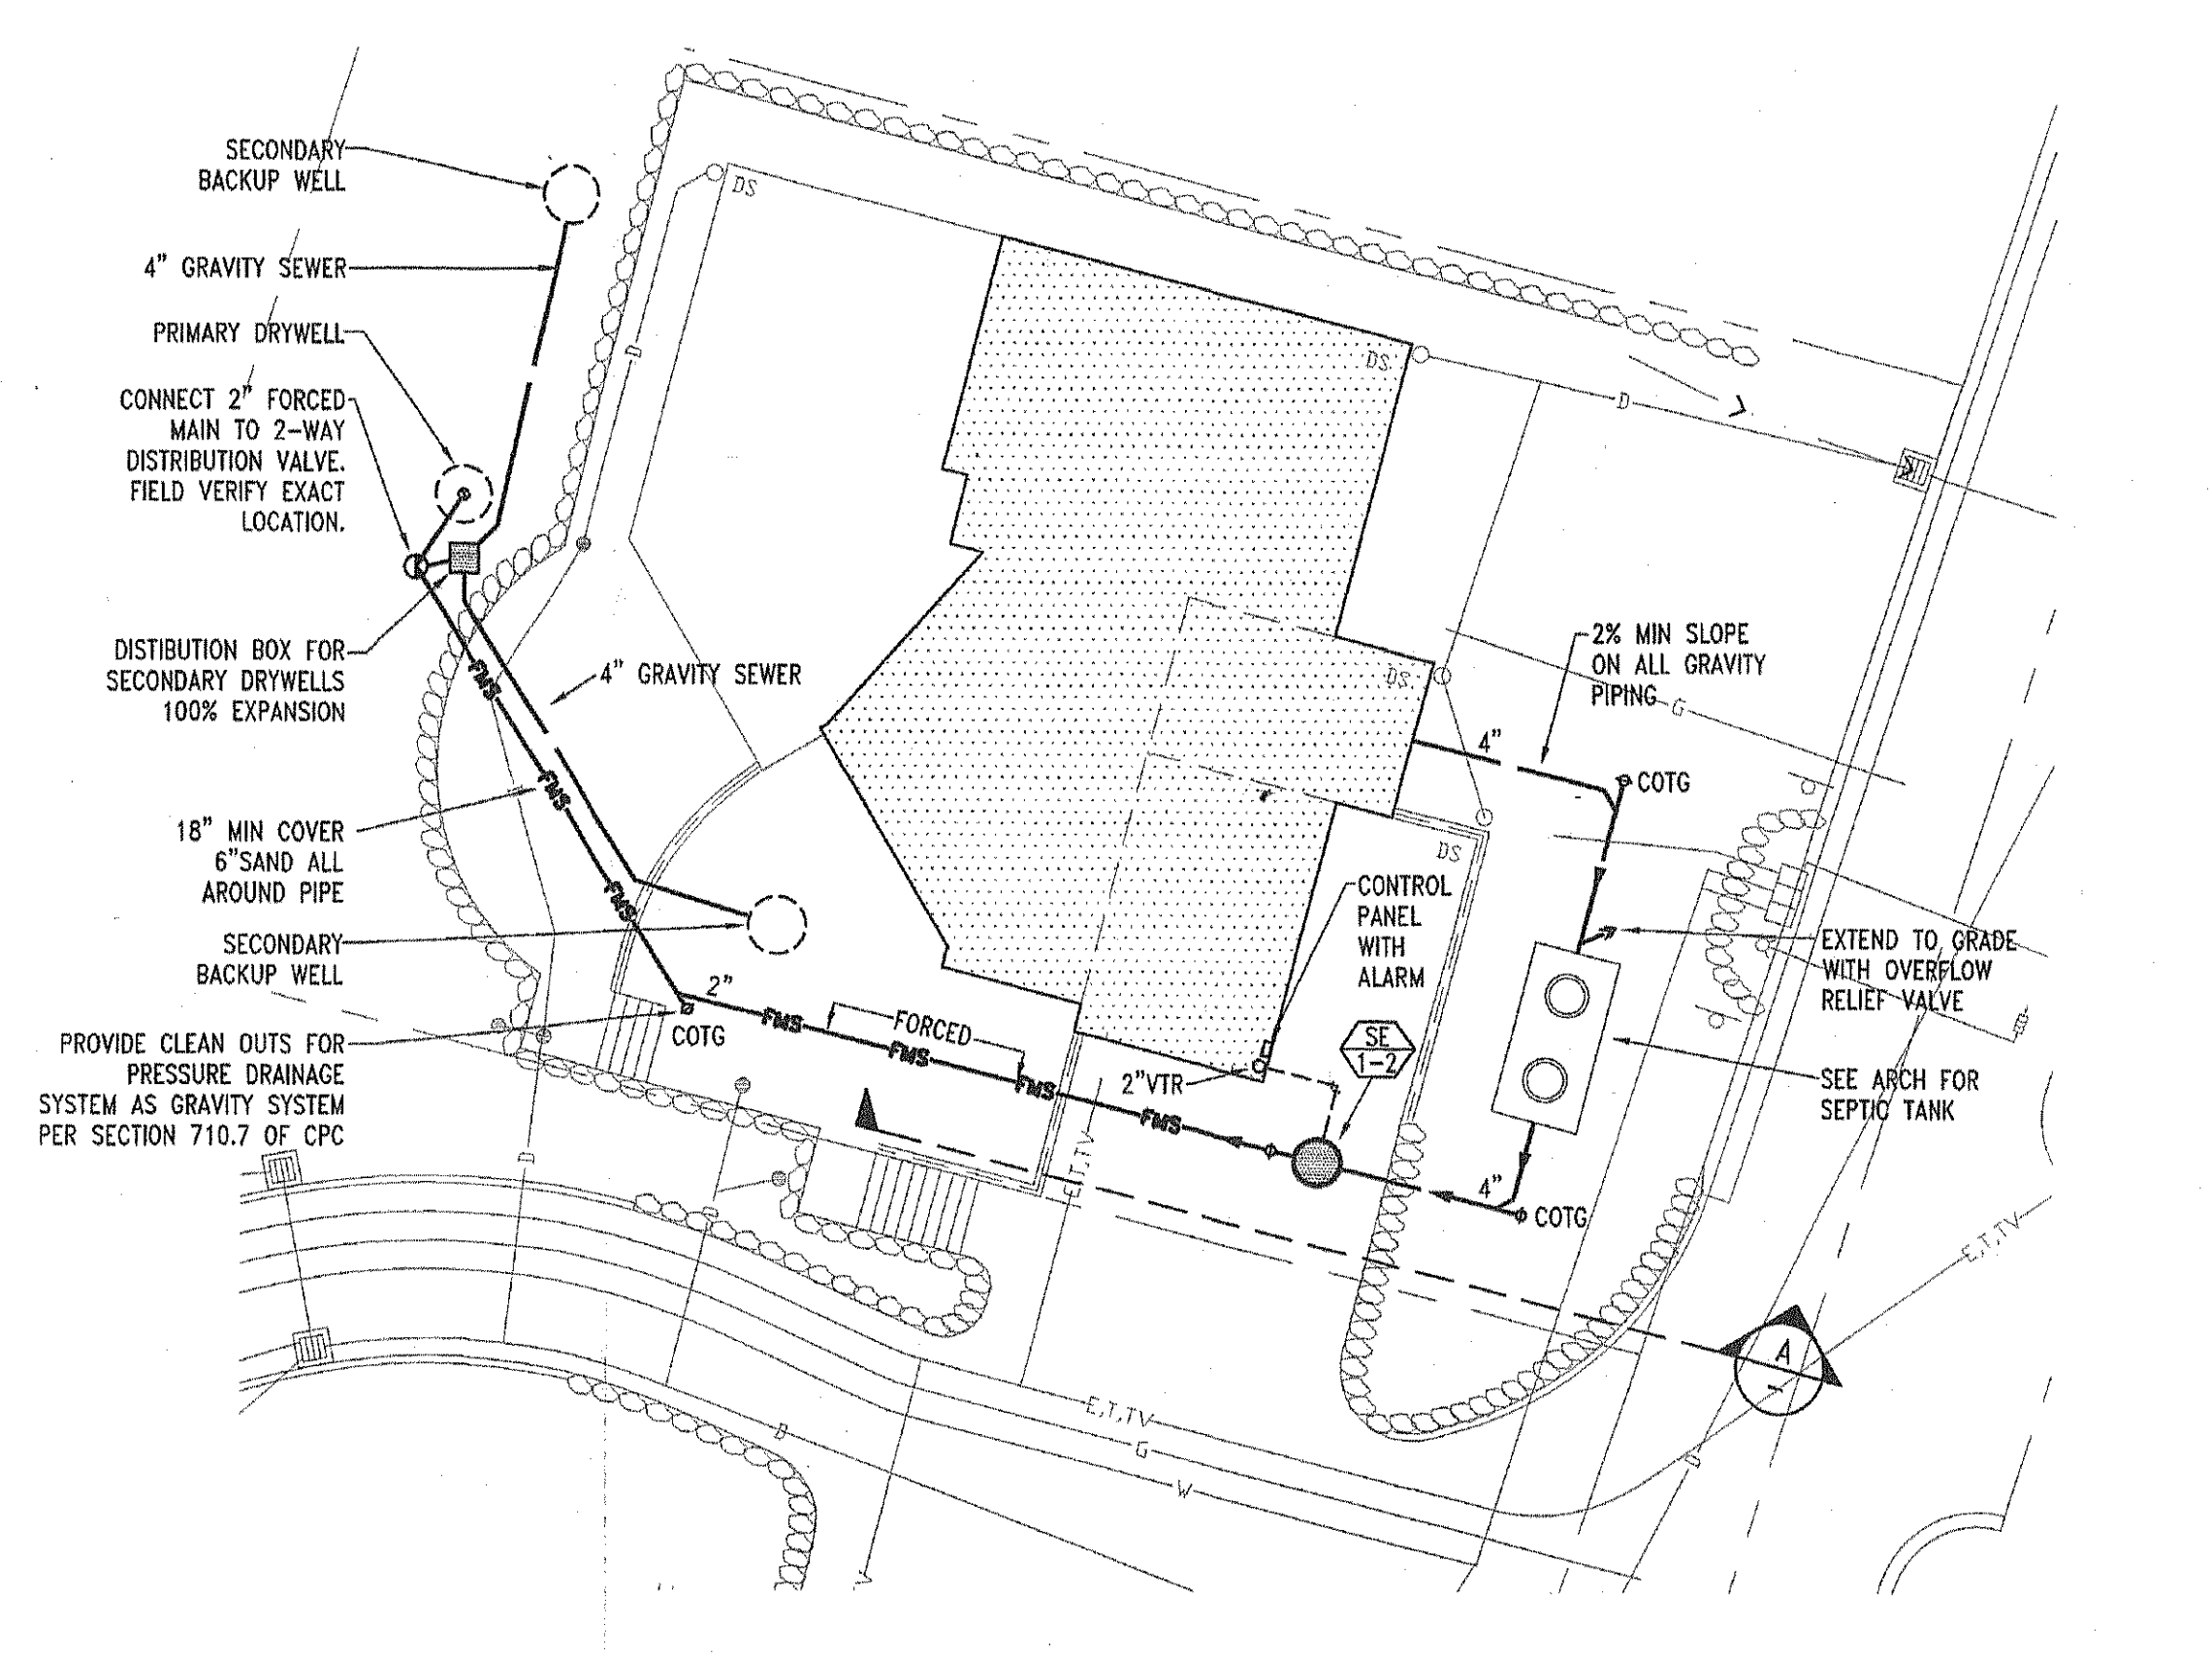 SECONDARY
BACKUP WELL
4" GRAVITY SEWER
PRIMARY DRYWELL
CONNECT 2" FORCED
MAIN TO 2-WAY
DISTRIBUTION VALVE.
FIELD VERIFY EXACT
LOCATION.
DISTIBUTION BOX FOR
SECONDARY DRYWELLS
100% EXPANSION
4" GRAVITY SEWER
18" MIN COVER
6"SAND ALL
AROUND PIPE
SECONDARY
BACKUP WELL
PROVIDE CLEAN OUTS FOR
PRESSURE DRAINAGE
SYSTEM AS GRAVITY SYSTEM
PER SECTION 710.7 OF CPC
DS
D
DS
D
DS
DS
2% MIN SLOPE
ON ALL GRAVITY
PIPING
G
4"
COTG
CONTROL
PANEL
WITH
ALARM
EXTEND TO GRADE
WITH OVERFLOW
RELIEF VALVE
SEE ARCH FOR
SEPTIC TANK
SE
1-2
2"VTR
4"
COTG
FMS
FMS
FMS
2"
COTG
FMS
FORCED
FMS
FMS
FMS
E,T,TV
D
D
E,T,TV
A
-
E,T,TV
G
W
D
D
V